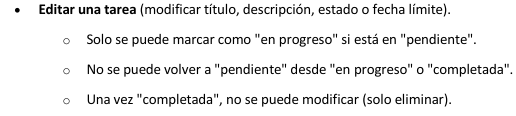 • Editar una tarea (modificar título, descripción, estado o fecha límite).
o Solo se puede marcar como "en progreso" si está en "pendiente".
o No se puede volver a "pendiente" desde "en progreso" o "completada".
o Una vez "completada", no se puede modificar (solo eliminar).